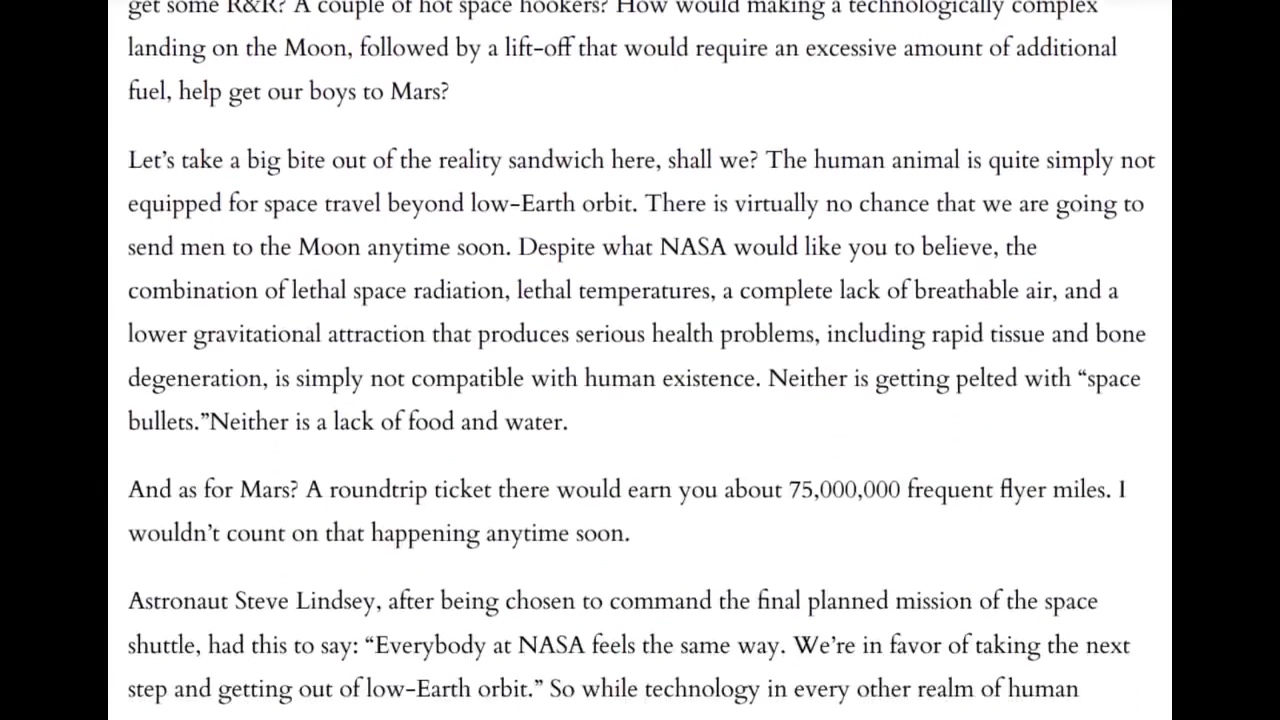 get some R&R? A couple of hot space hookers? How would making a technologically complex
landing on the Moon, followed by a lift-off that would require an excessive amount of additional
fuel, help get our boys to Mars?
Let's take a big bite out of the reality sandwich here, shall we? The human animal is quite simply not
equipped for space travel beyond low-Earth orbit. There is virtually no chance that we are going to
send men to the Moon anytime soon. Despite what NASA would like you to believe, the
combination of lethal space radiation, lethal temperatures, a complete lack of breathable air, and a
lower gravitational attraction that produces serious health problems, including rapid tissue and bone
degeneration, is simply not compatible with human existence. Neither is getting pelted with “space
bullets.”Neither is a lack of food and water.
And as for Mars? A roundtrip ticket there would earn you about 75,000,000 frequent flyer miles. I
wouldn't count on that happening anytime soon.
Astronaut Steve Lindsey, after being chosen to command the final planned mission of the space
shuttle, had this to say: “Everybody at NASA feels the same way. We're in favor of taking the next
step and getting out of low-Earth orbit.” So while technology in every other realm of human